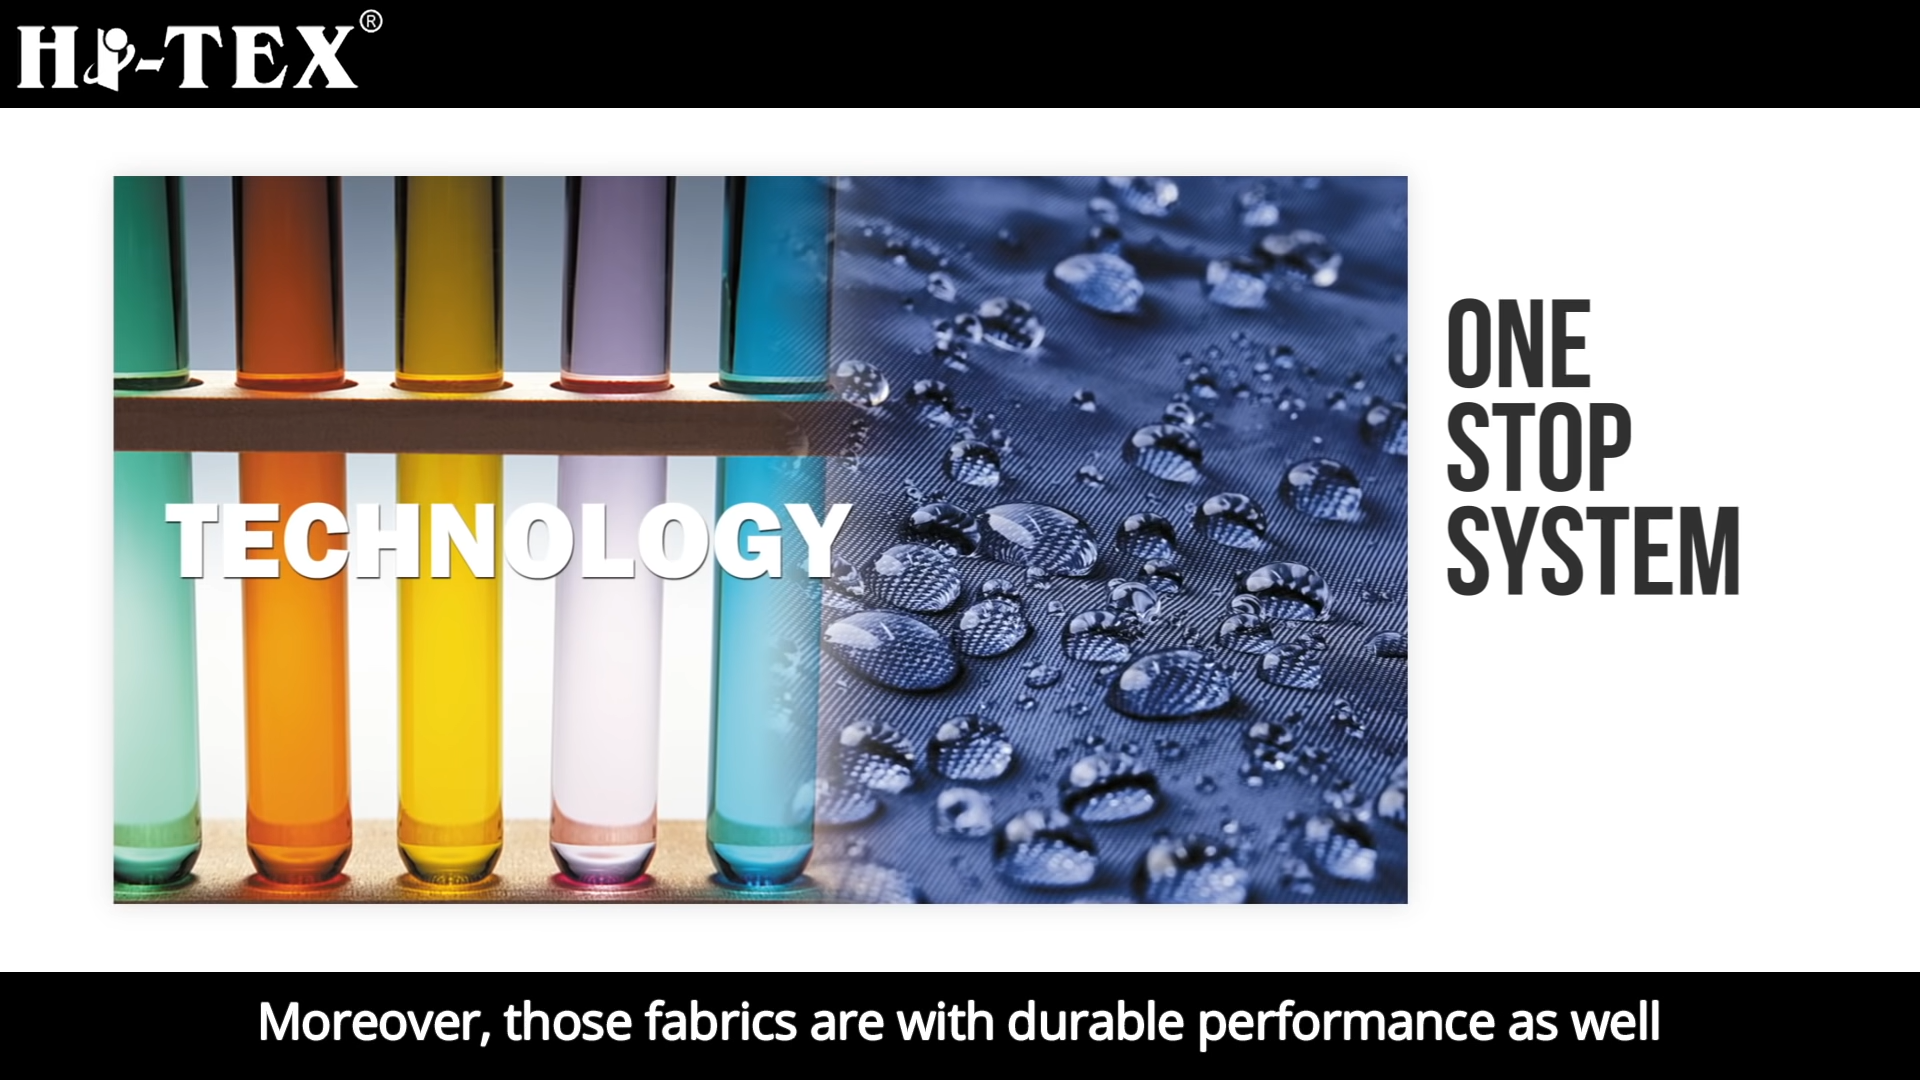 HI-TEX®
TECHNOLOGY
ONE
STOP
SYSTEM
Moreover, those fabrics are with durable performance as well